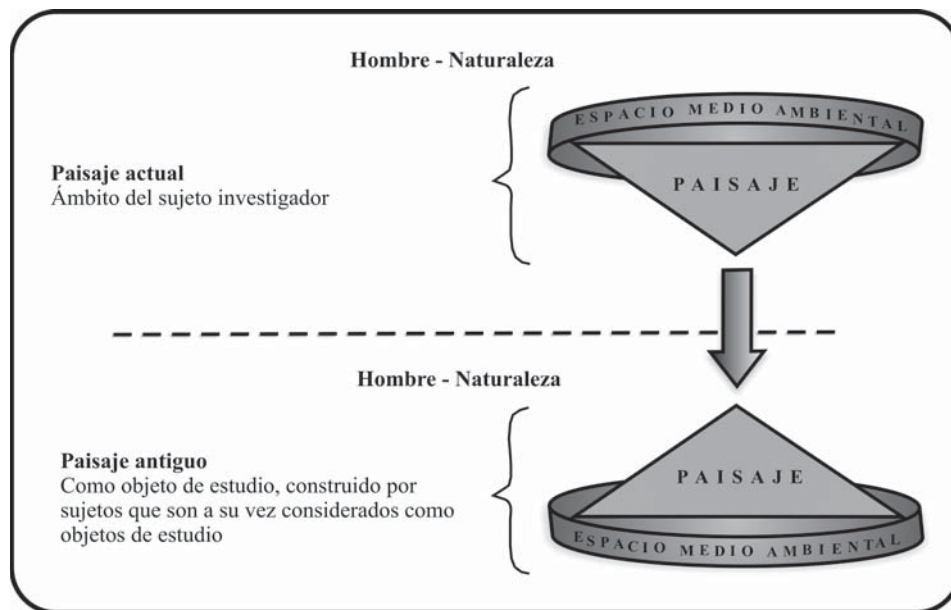 Hombre - Naturaleza
ESPACIO MEDIO AMBIENTAL
PAISAJE
Paisaje actual
Ámbito del sujeto investigador
Hombre - Naturaleza
Paisaje antiguo
Como objeto de estudio, construido por
sujetos que son a su vez considerados como
objetos de estudio
PAISAJE
ESPACIO MEDIO AMBIENTAL